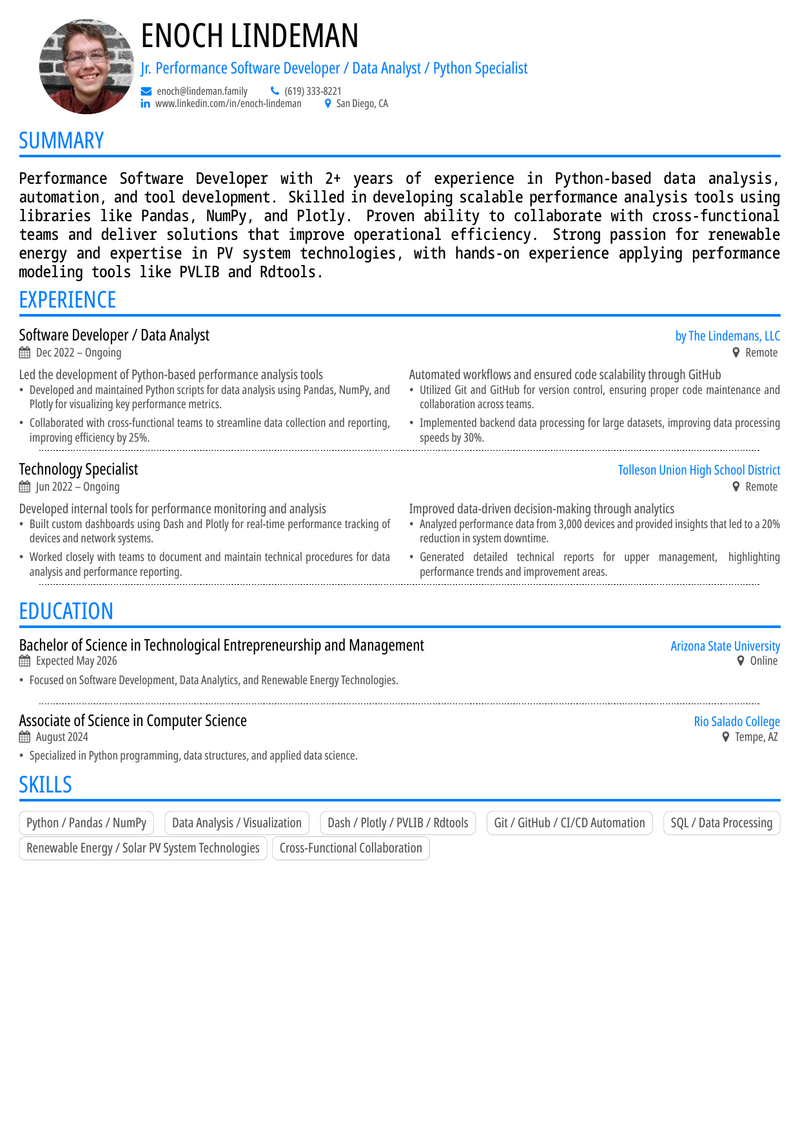 ENOCH LINDEMAN
Jr. Performance Software Developer / Data Analyst / Python Specialist
enoch@lindeman.family (619) 333-8221
www.linkedin.com/in/enoch-lindeman San Diego, CA
SUMMARY
Performance Software Developer with 2+ years of experience in Python-based data analysis,
automation, and tool development. Skilled in developing scalable performance analysis tools using
libraries like Pandas, NumPy, and Plotly. Proven ability to collaborate with cross-functional
teams and deliver solutions that improve operational efficiency. Strong passion for renewable
energy and expertise in PV system technologies, with hands-on experience applying performance
modeling tools like PVLIB and Rdtools.
EXPERIENCE
Software Developer / Data Analyst by The Lindemans, LLC
Dec 2022 – Ongoing Remote
Led the development of Python-based performance analysis tools
• Developed and maintained Python scripts for data analysis using Pandas, NumPy, and
Plotly for visualizing key performance metrics.
• Collaborated with cross-functional teams to streamline data collection and reporting,
improving efficiency by 25%.
Automated workflows and ensured code scalability through GitHub
• Utilized Git and GitHub for version control, ensuring proper code maintenance and
collaboration across teams.
• Implemented backend data processing for large datasets, improving data processing
speeds by 30%.
Technology Specialist Tolleson Union High School District
Jun 2022 – Ongoing Remote
Developed internal tools for performance monitoring and analysis
• Built custom dashboards using Dash and Plotly for real-time performance tracking of
devices and network systems.
• Worked closely with teams to document and maintain technical procedures for data
analysis and performance reporting.
Improved data-driven decision-making through analytics
• Analyzed performance data from 3,000 devices and provided insights that led to a 20%
reduction in system downtime.
• Generated detailed technical reports for upper management, highlighting
performance trends and improvement areas.
EDUCATION
Bachelor of Science in Technological Entrepreneurship and Management Arizona State University
Expected May 2026 Online
• Focused on Software Development, Data Analytics, and Renewable Energy Technologies.
Associate of Science in Computer Science Rio Salado College
August 2024 Tempe, AZ
• Specialized in Python programming, data structures, and applied data science.
SKILLS
Python / Pandas / NumPy Data Analysis / Visualization Dash / Plotly / PVLIB / Rdtools Git / GitHub / CI/CD Automation SQL / Data Processing
Renewable Energy / Solar PV System Technologies Cross-Functional Collaboration